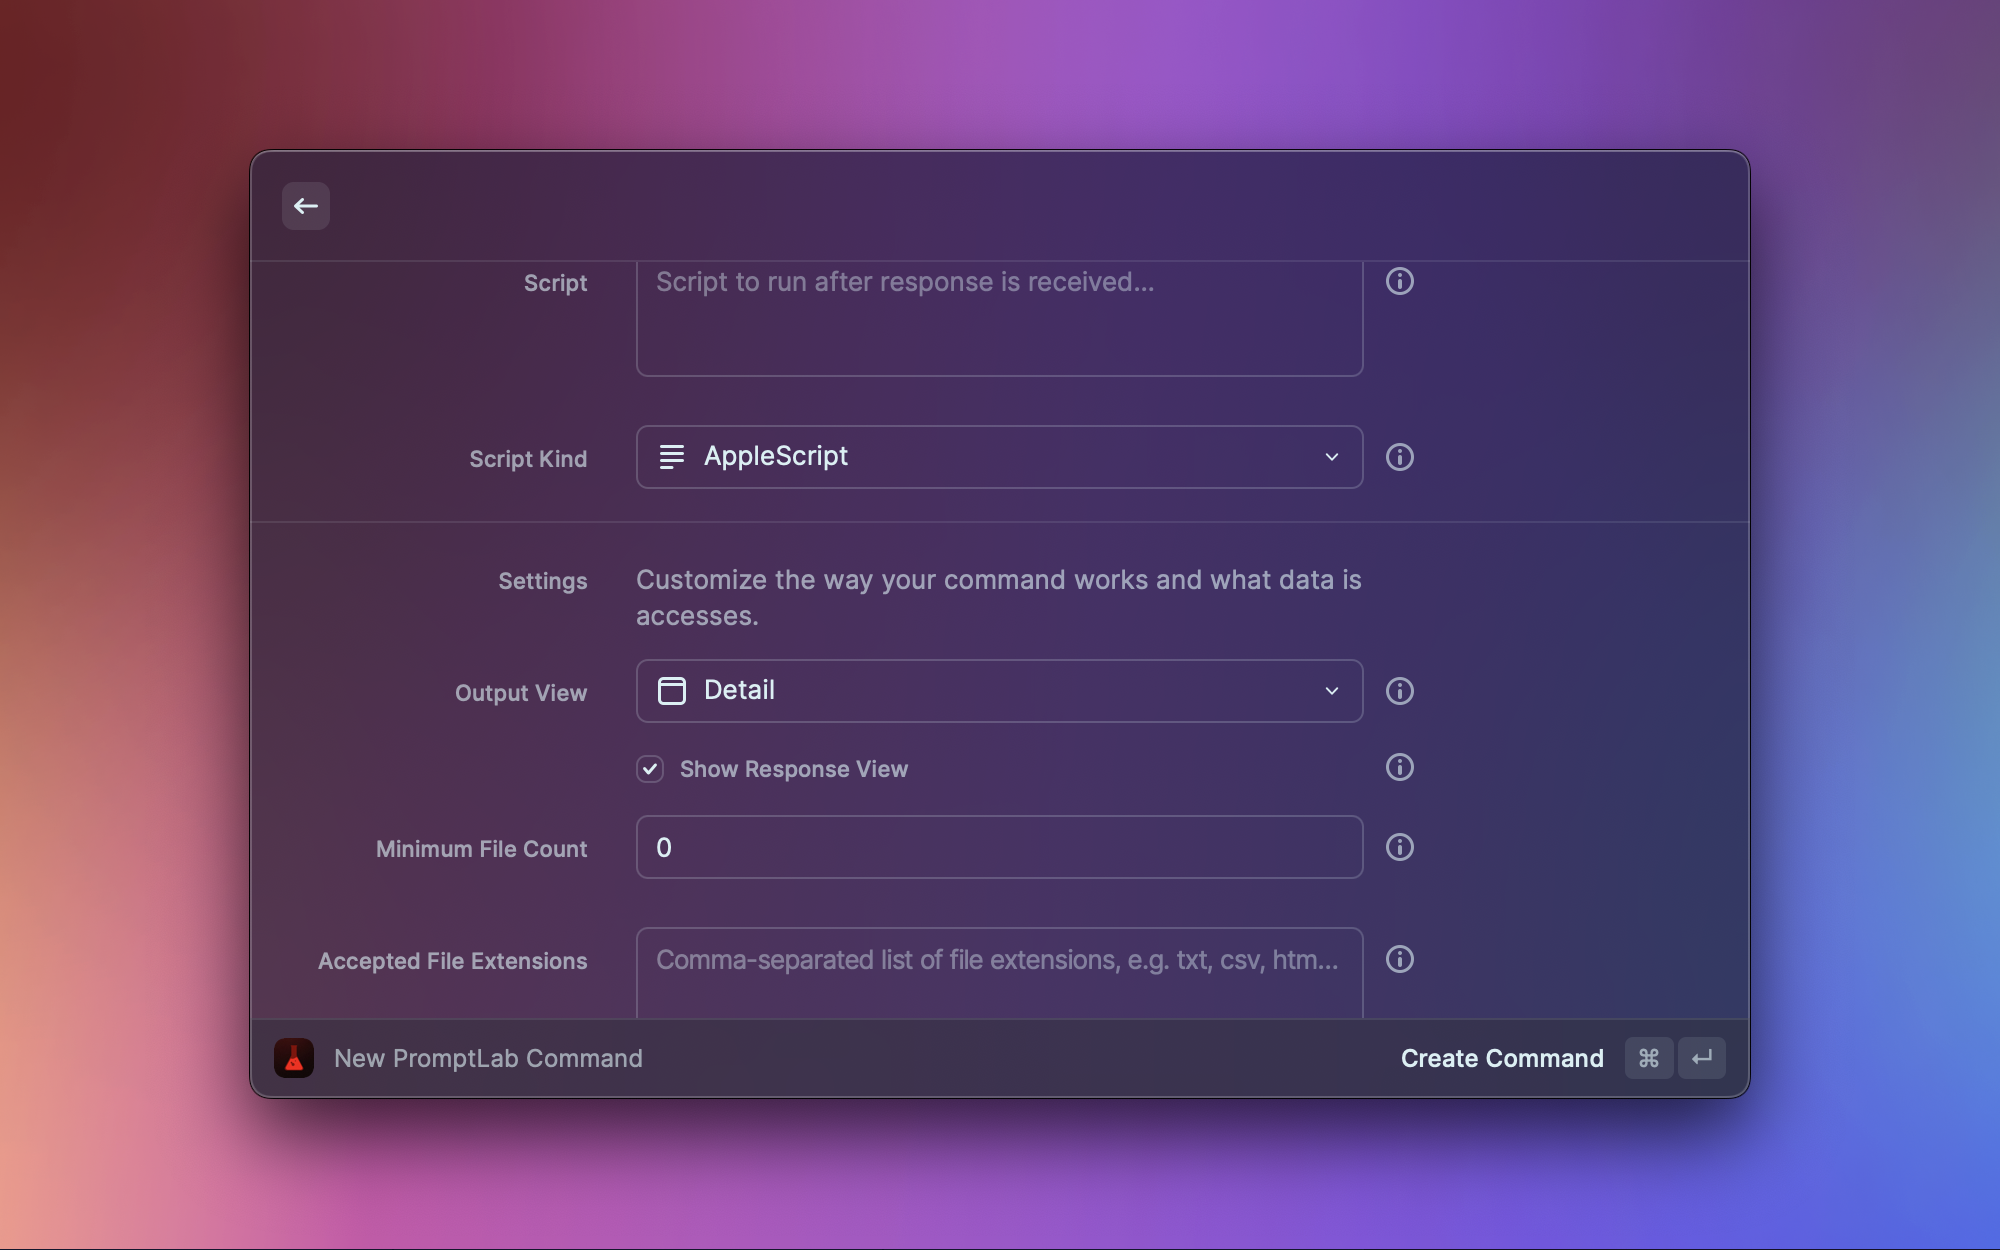 Script
Script to run after response is received...
Script Kind
AppleScript
Settings
Customize the way your command works and what data is
accesses.
Output View
Detail
Show Response View
Minimum File Count
0
Accepted File Extensions
Comma-separated list of file extensions, e.g. txt, csv, htm...
New PromptLab Command
Create Command ⌘ ↵